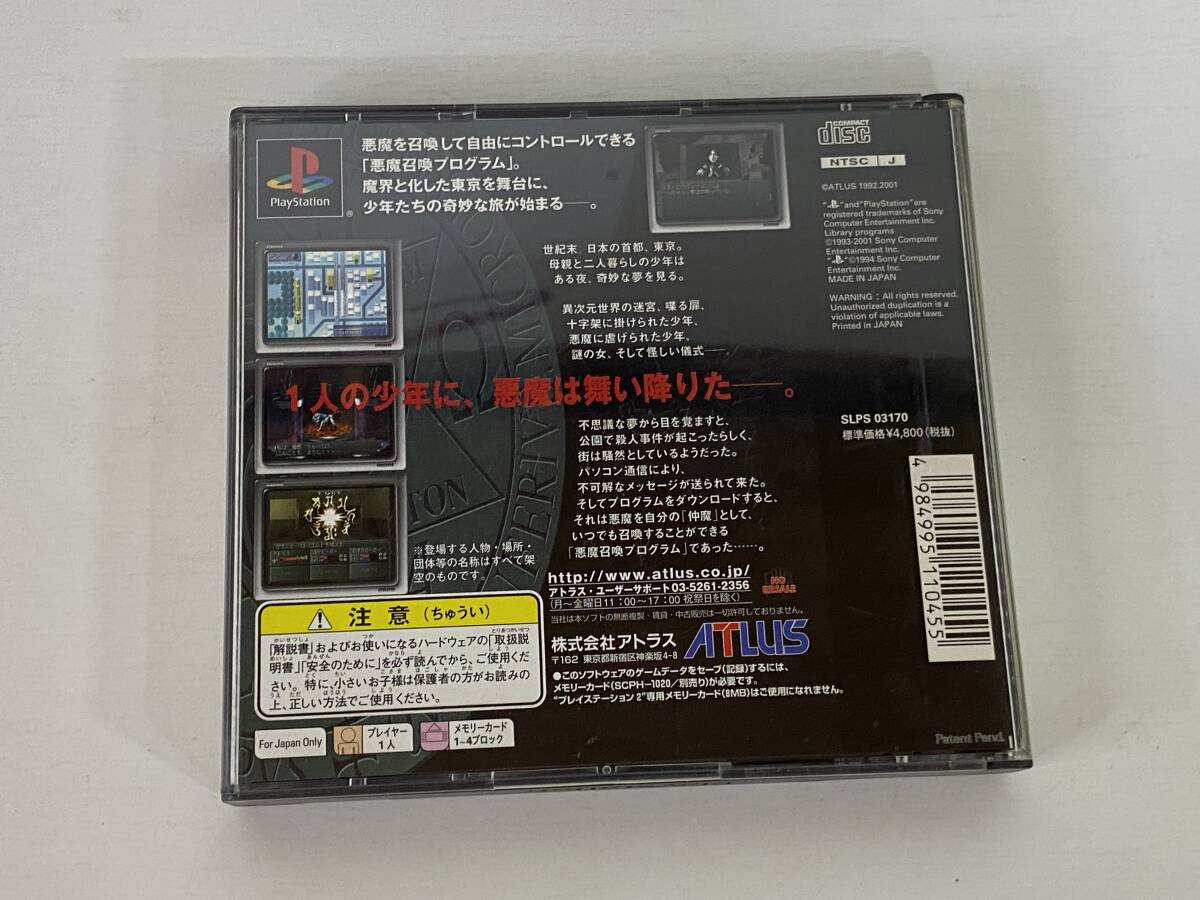 悪魔を召喚して自由にコントロールできる
「悪魔召喚プログラム」。
魔界と化した東京を舞台に、
少年たちの奇妙な旅が始まる――。
PlayStation
®
COMPACT
disc
NTSC J
©ATLUS 1992.2001
" " and "PlayStation" are
registered trademarks of Sony
Computer Entertainment Inc.
Library programs
©1993-2001 Sony Computer
Entertainment Inc.
" " ©1994 Sony Computer
Entertainment Inc.
MADE IN JAPAN
WARNING : All rights reserved.
Unauthorized duplication is a
violation of applicable laws.
Printed in JAPAN
世紀末。日本の首都、東京。
母親と二人暮らしの少年は
ある夜、奇妙な夢を見る。
異次元世界の迷宮、喋る扉、
十字架に掛けられた少年、
悪魔に虐げられた少年、
謎の女、そして怪しい儀式――。
1人の少年に、悪魔は舞い降りた――。
不思議な夢から目を覚ますと、
公園で殺人事件が起こったらしく、
街は騒然としているようだった。
パソコン通信により、
不可解なメッセージが送られて来た。
そしてプログラムをダウンロードすると、
それは悪魔を自分の「仲魔」として、
いつでも召喚することができる
「悪魔召喚プログラム」であった……。
SLPS 03170
標準価格¥4,800(税抜)
4 984995 110455
※登場する人物・場所・
団体等の名称はすべて架
空のものです。
http://www.atlus.co.jp/
アトラス・ユーザーサポート03-5261-2356
(月〜金曜日11:00〜17:00 祝祭日を除く)
当社は本ソフトの無断複製・賃貸・中古販売は一切許可しておりません。
NO
RESALE
株式会社アトラス
〒162 東京都新宿区神楽坂4-8
ATLUS
●このソフトウェアのゲームデータをセーブ(記録)するには、
メモリーカード(SCPH-1020/別売り)が必要です。
"プレイステーション 2"専用メモリーカード(8MB)はご使用になれません。
注意(ちゅうい)
「解説書」およびお使いになるハードウェアの「取扱説
明書」「安全のために」を必ず読んでから、ご使用くだ
さい。特に、小さいお子様は保護者の方がお読みの
上、正しい方法でご使用ください。
For Japan Only
プレイヤー
1人
メモリーカード
1〜4ブロック
Patent Pend.